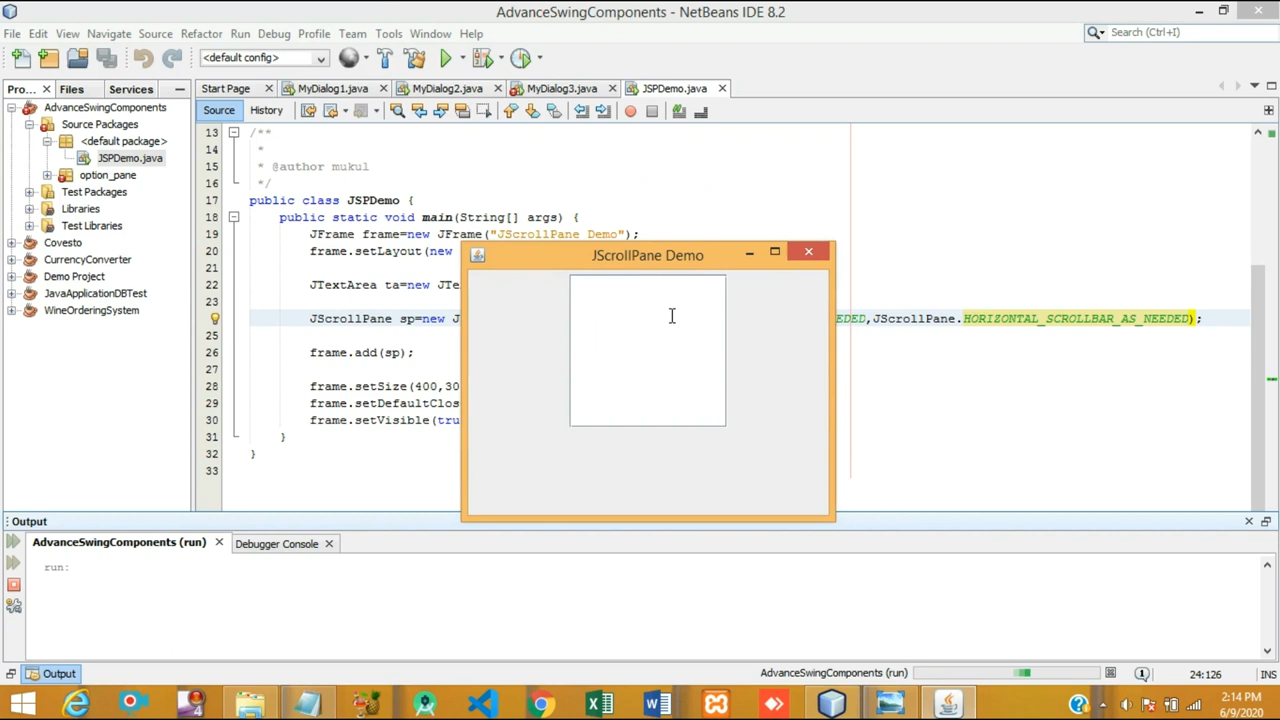 AdvanceSwingComponents - NetBeans IDE 8.2
File Edit View Navigate Source Refactor Run Debug Profile Team Tools Window Help
Search (Ctrl+I)
<default config>
Pro... Files Services
Start Page MyDialog1.java MyDialog2.java MyDialog3.java JSPDemo.java
Source History
AdvanceSwingComponents
Source Packages
<default package>
JSPDemo.java
option_pane
Test Packages
Libraries
Test Libraries
Covesto
CurrencyConverter
Demo Project
JavaApplicationDBTest
WineOrderingSystem
13 /**
14 *
15 * @author mukul
16 */
17 public class JSPDemo {
18 public static void main(String[] args) {
19 JFrame frame=new JFrame("JScrollPane Demo");
20 frame.setLayout(new
21
22 JTextArea ta=new JTe
23
JScrollPane sp=new J EDED,JScrollPane.HORIZONTAL_SCROLLBAR_AS_NEEDED);
25
26 frame.add(sp);
27
28 frame.setSize(400,30
29 frame.setDefaultClos
30 frame.setVisible(tru
31 }
32 }
33
JScrollPane Demo
Output
AdvanceSwingComponents (run) Debugger Console
run:
Output
AdvanceSwingComponents (run)
1
24:126 INS
2:14 PM
6/9/2020